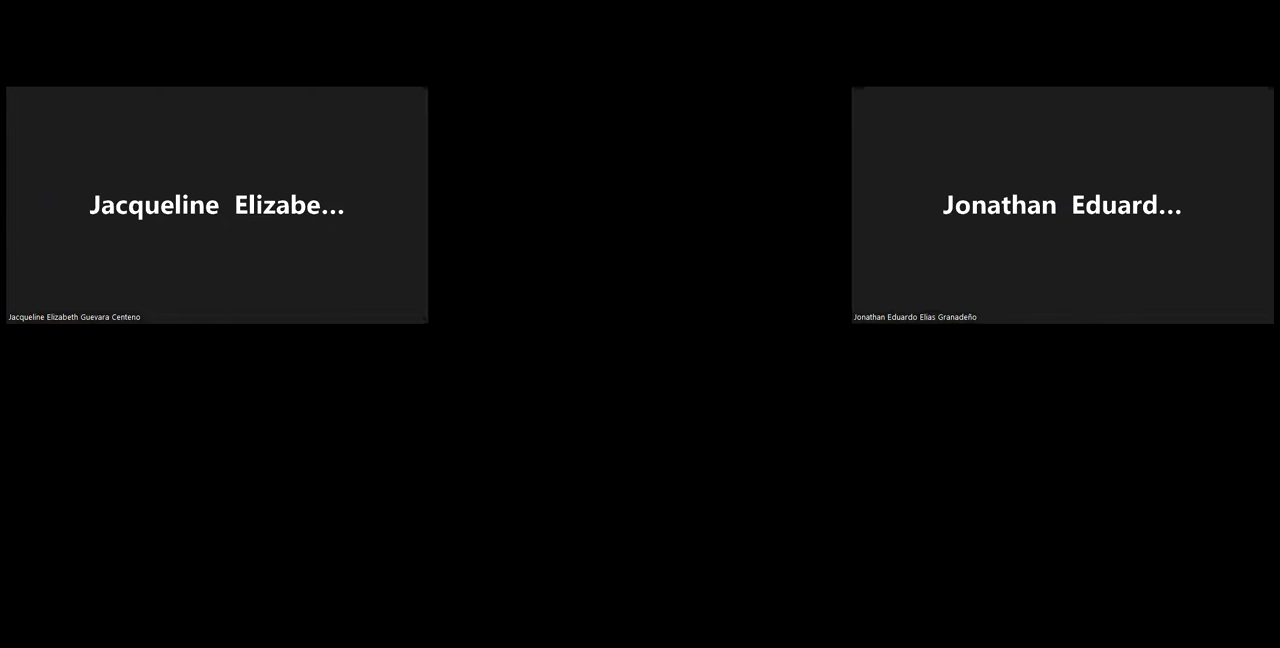 Jacqueline Elizabe...
Jonathan Eduard...
Jacqueline Elizabeth Guevara Centeno
Jonathan Eduardo Elias Granadeño